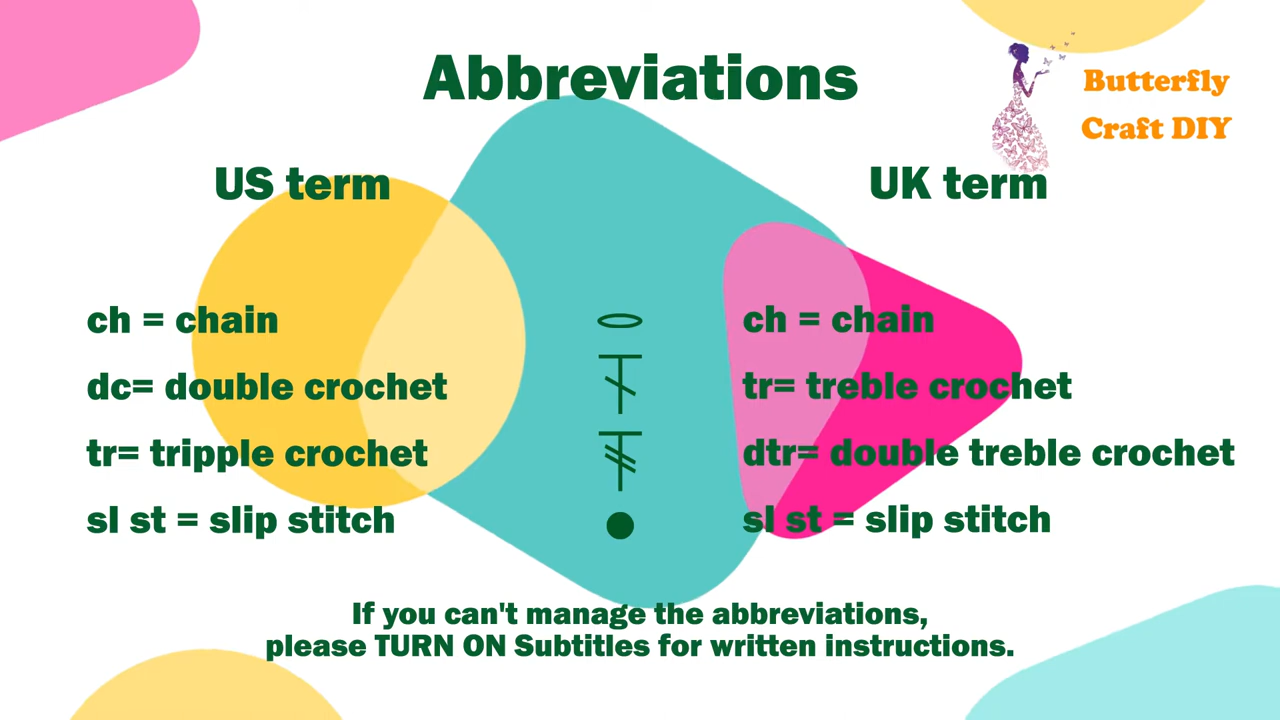 Abbreviations
Butterfly
Craft DIY
US term
UK term
ch = chain
ch = chain
dc= double crochet
tr= treble crochet
tr= tripple crochet
dtr= double treble crochet
sl st = slip stitch
sl st = slip stitch
If you can't manage the abbreviations,
please TURN ON Subtitles for written instructions.